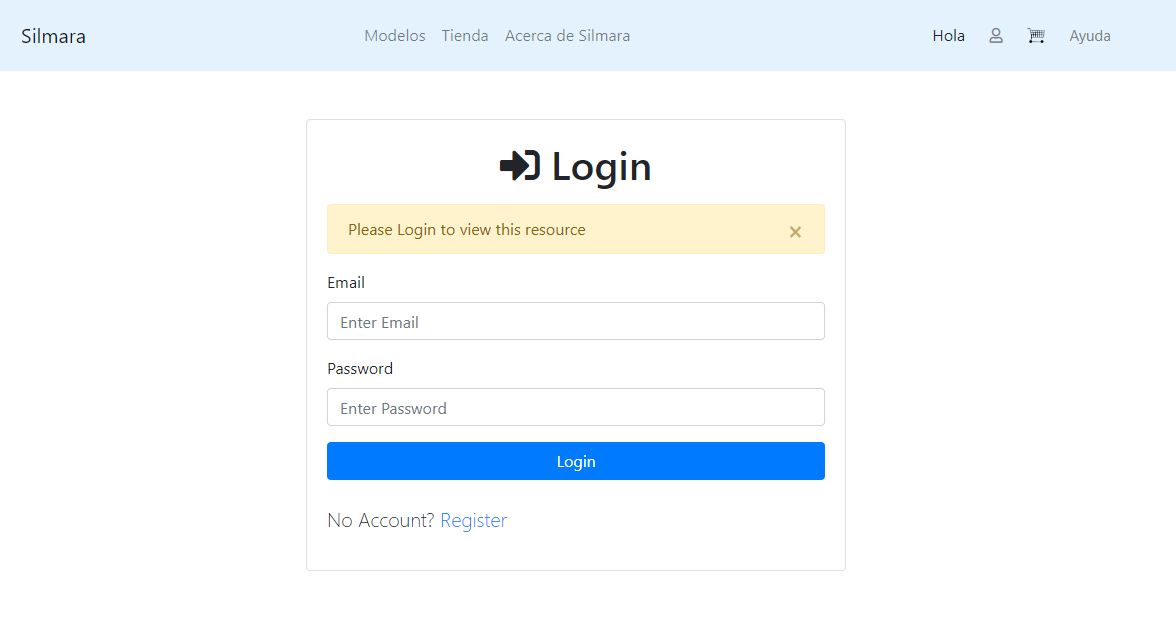 Silmara Modelos Tienda Acerca de Silmara Hola Ayuda
Login
Please Login to view this resource ×
Email
Enter Email
Password
Enter Password
Login
No Account? Register